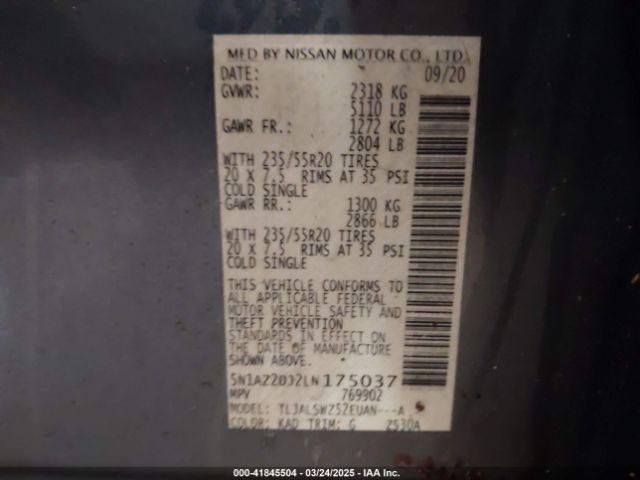 MFD BY NISSAN MOTOR CO., LTD.
DATE: 09/20
GVWR: 2318 KG
5110 LB
GAWR FR.: 1272 KG
2804 LB
WITH 235/55R20 TIRES
20 X 7.5 RIMS AT 35 PSI
COLD SINGLE
GAWR RR.: 1300 KG
2866 LB
WITH 235/55R20 TIRES
20 X 7.5 RIMS AT 35 PSI
COLD SINGLE
THIS VEHICLE CONFORMS TO
ALL APPLICABLE FEDERAL
MOTOR VEHICLE SAFETY AND
THEFT PREVENTION
STANDARDS IN EFFECT ON
THE DATE OF MANUFACTURE
SHOWN ABOVE.
175037
MPV 769902
MODEL:
COLOR: KAD TRIM: G Z530A
000-41845504 — 03/24/2025 — IAA Inc.